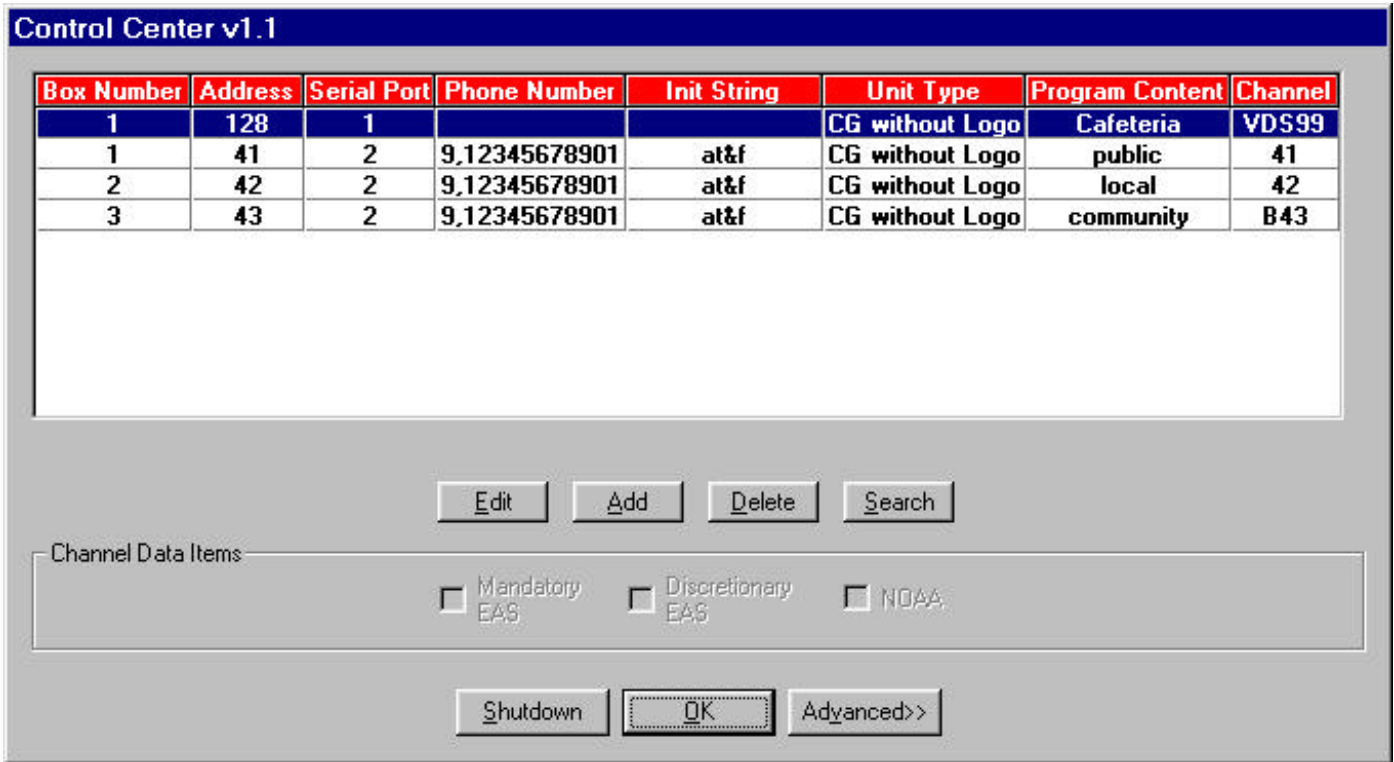 Control Center v1.1
Box Number Address Serial Port Phone Number Init String Unit Type Program Content Channel
1 128 1 CG without Logo Cafeteria VDS99
1 41 2 9,12345678901 at&f CG without Logo public 41
2 42 2 9,12345678901 at&f CG without Logo local 42
3 43 2 9,12345678901 at&f CG without Logo community B43
Edit Add Delete Search
Channel Data Items
Mandatory EAS Discretionary EAS NOAA
Shutdown OK Advanced>>